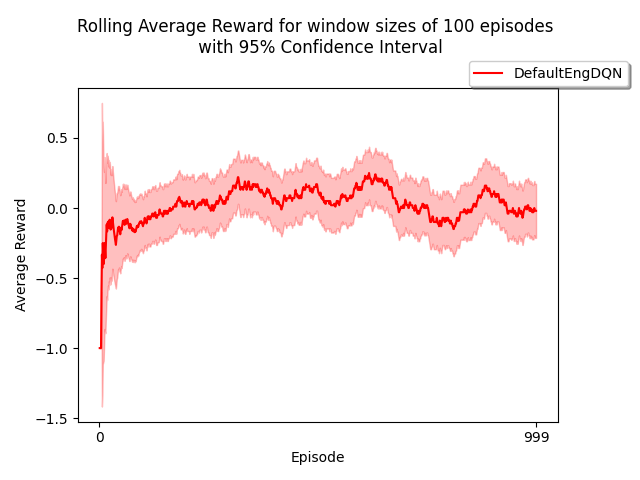 Rolling Average Reward for window sizes of 100 episodes
with 95% Confidence Interval
DefaultEngDQN
Average Reward
0.5
0.0
−0.5
−1.0
−1.5
0
999
Episode